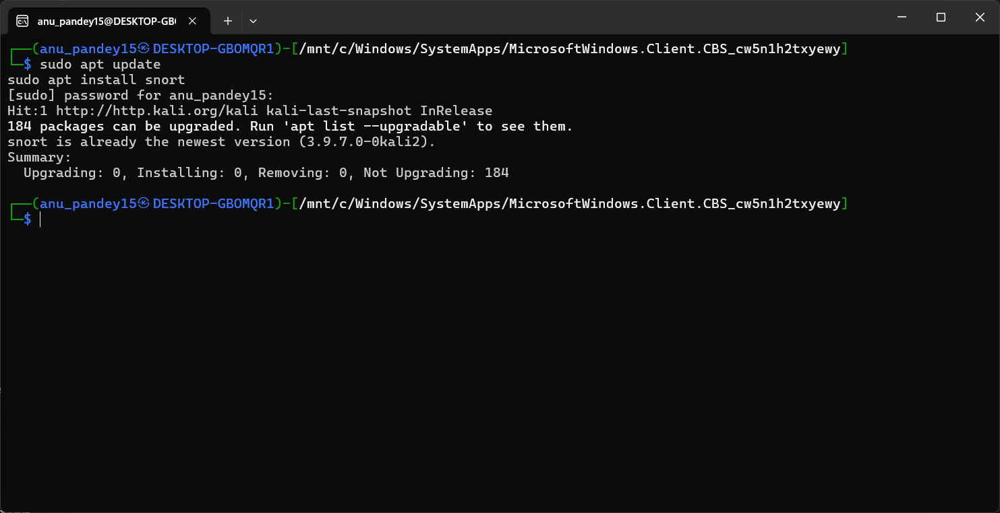 anu_pandey15@DESKTOP-GB
(anu_pandey15㉿DESKTOP-GBOMQR1)-[/mnt/c/Windows/SystemApps/MicrosoftWindows.Client.CBS_cw5n1h2txyewy]
$ sudo apt update
sudo apt install snort
[sudo] password for anu_pandey15:
Hit:1 http://http.kali.org/kali kali-last-snapshot InRelease
184 packages can be upgraded. Run 'apt list --upgradable' to see them.
snort is already the newest version (3.9.7.0-0kali2).
Summary:
  Upgrading: 0, Installing: 0, Removing: 0, Not Upgrading: 184
(anu_pandey15㉿DESKTOP-GBOMQR1)-[/mnt/c/Windows/SystemApps/MicrosoftWindows.Client.CBS_cw5n1h2txyewy]
$